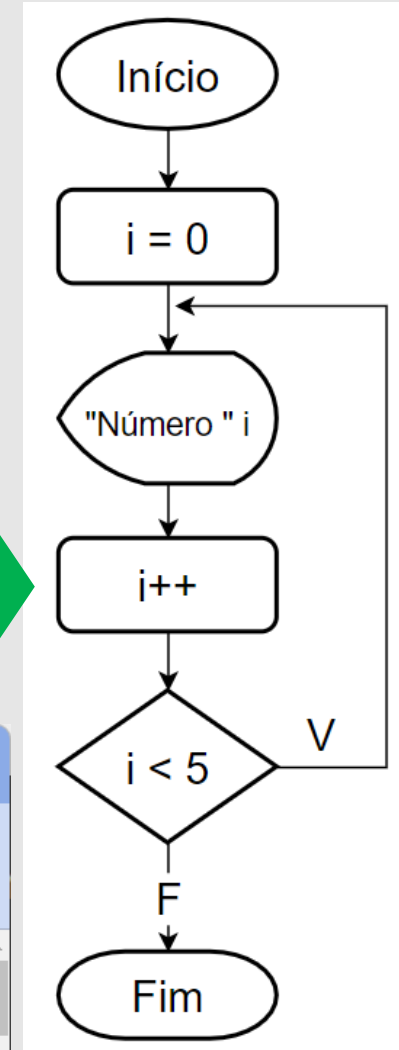 Início
i = 0
"Número " i
i++
i < 5
V
F
Fim